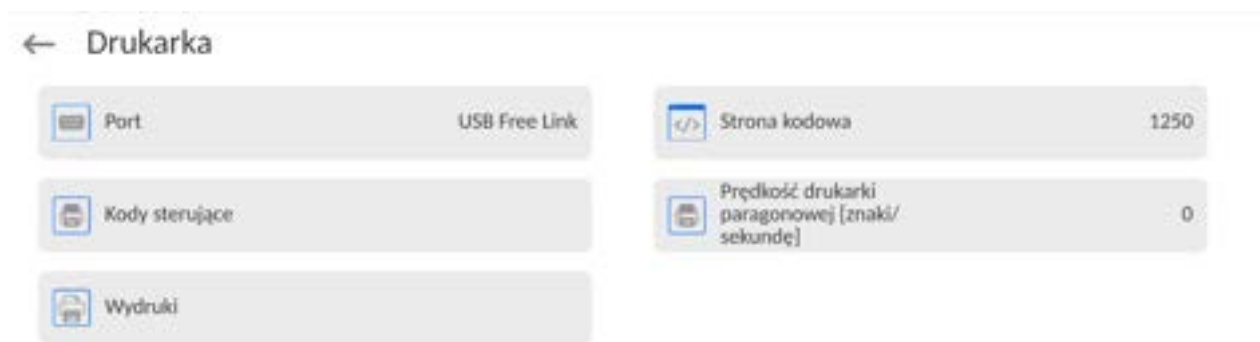 Drukarka
Port
USB Free Link
Strona kodowa
1250
Kody sterujące
Prędkość drukarki
paragonowej [znaki/
sekundę]
0
Wydruki